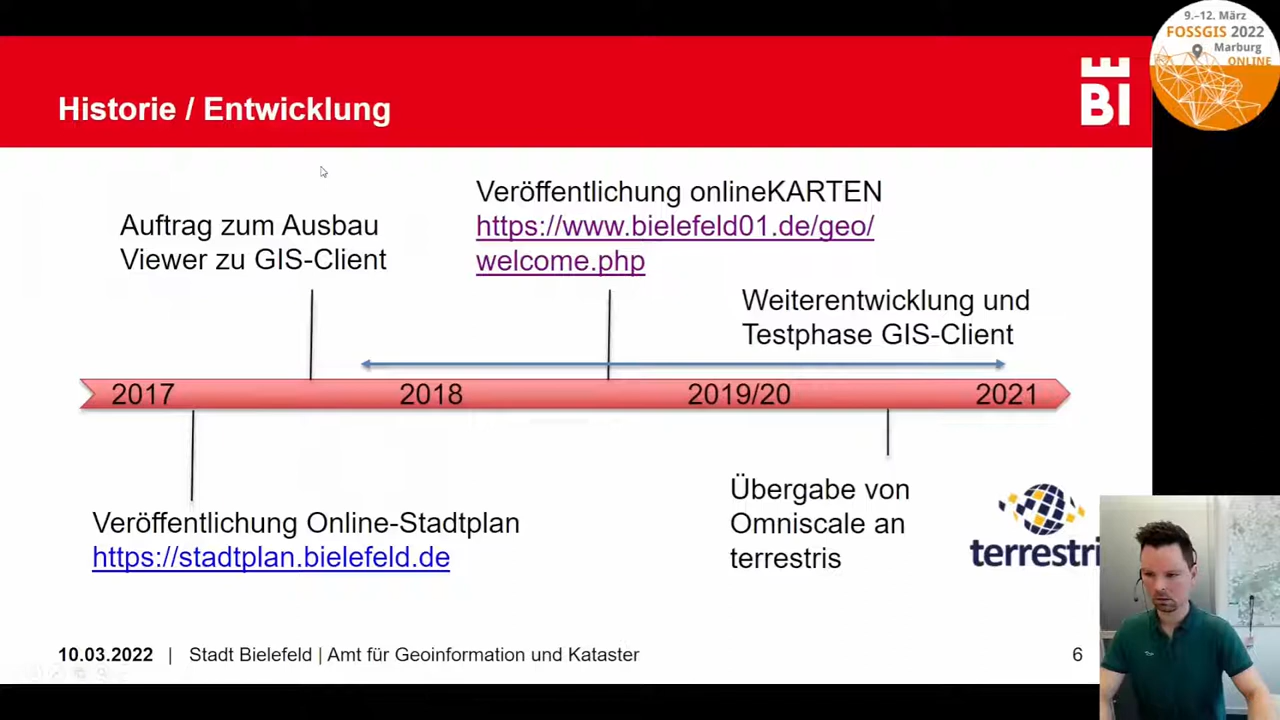 9.–12. März
FOSSGIS 2022
Marburg
ONLINE
Historie / Entwicklung
BI
Veröffentlichung onlineKARTEN
https://www.bielefeld01.de/geo/
welcome.php
Auftrag zum Ausbau
Viewer zu GIS-Client
Weiterentwicklung und
Testphase GIS-Client
2017
2018
2019/20
2021
Veröffentlichung Online-Stadtplan
https://stadtplan.bielefeld.de
Übergabe von
Omniscale an
terrestris
terrestri
10.03.2022 | Stadt Bielefeld | Amt für Geoinformation und Kataster
6